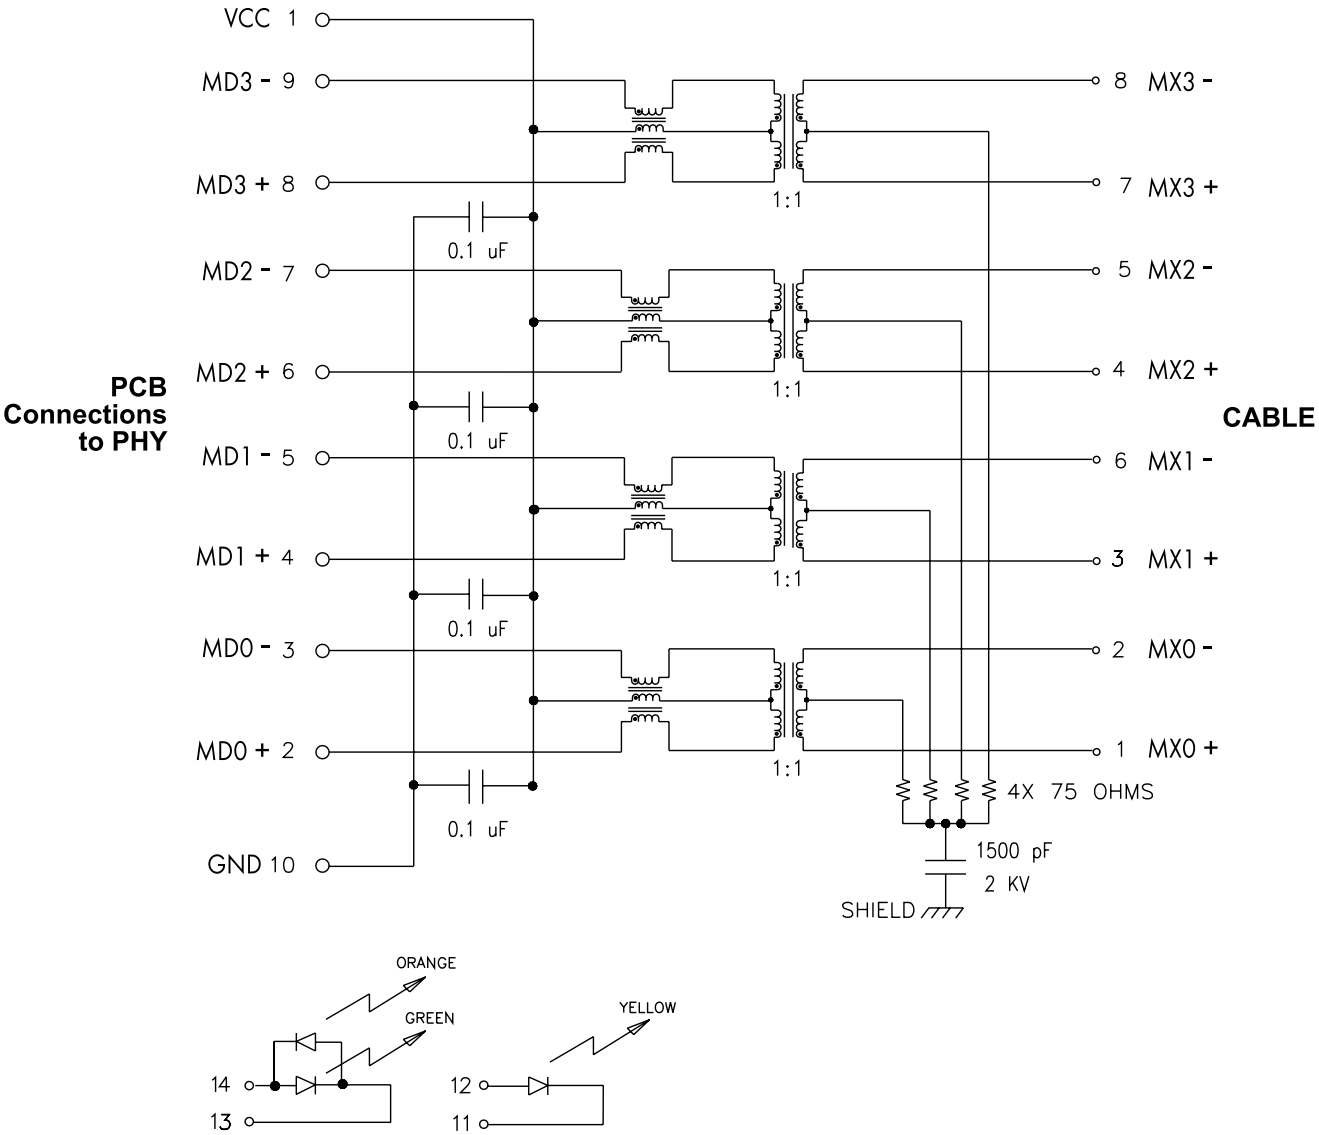 VCC 1
MD3 - 9
8 MX3 -
MD3 + 8
7 MX3 +
1:1
0.1 uF
MD2 - 7
5 MX2 -
MD2 + 6
4 MX2 +
1:1
PCB
Connections
to PHY
CABLE
0.1 uF
MD1 - 5
6 MX1 -
MD1 + 4
3 MX1 +
1:1
0.1 uF
MD0 - 3
2 MX0 -
MD0 + 2
1 MX0 +
1:1
4X 75 OHMS
0.1 uF
1500 pF
GND 10
2 KV
SHIELD
ORANGE
GREEN
YELLOW
14
12
13
11